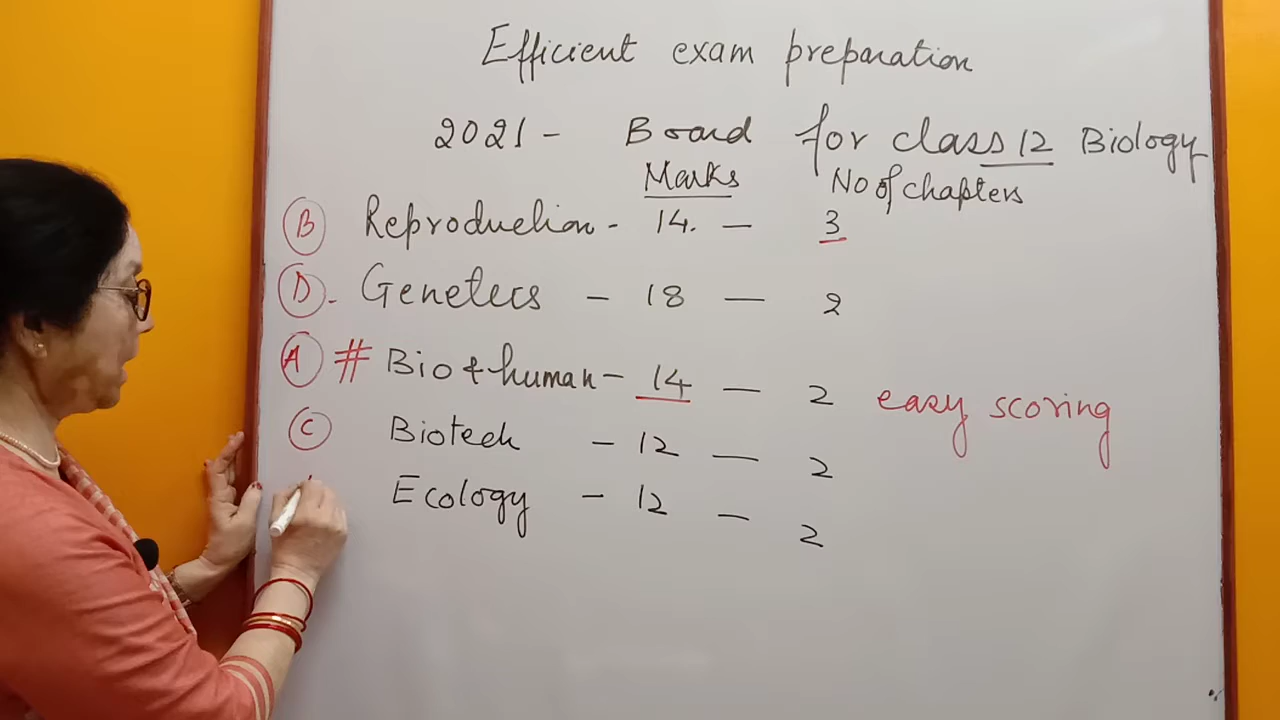 Efficient exam preparation
2021 - Board for class 12 Biology
Marks No of chapters
B Reproduction - 14. — 3
D - Genetecs - 18 — 2
A # Bio & human - 14 — 2 easy scoring
C Biotech - 12 — 2
Ecology - 12 — 2